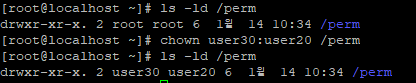 [root@localhost ~]# ls -ld /perm
drwxr-xr-x. 2 root root 6  1월  14 10:34 /perm
[root@localhost ~]# chown user30:user20 /perm
[root@localhost ~]# ls -ld /perm
drwxr-xr-x. 2 user30 user20 6  1월  14 10:34 /perm